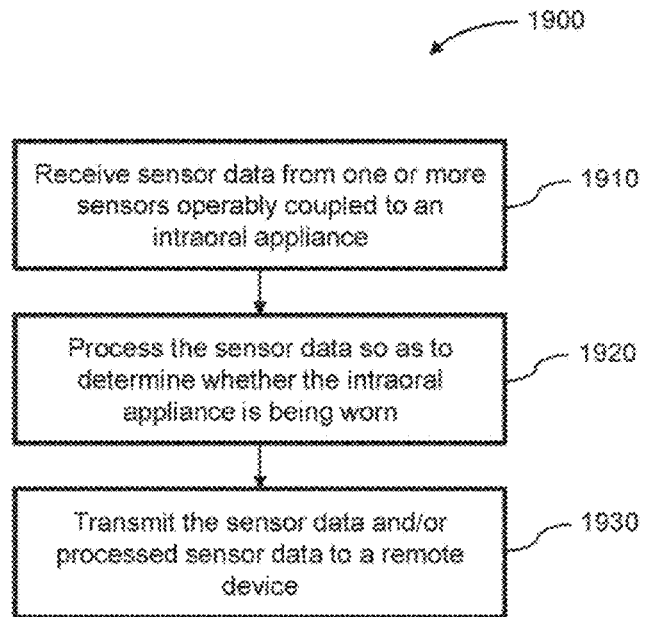 1900
Receive sensor data from one or more
sensors operably coupled to an
intraoral appliance
1910
Process the sensor data so as to
determine whether the intraoral
appliance is being worn
1920
Transmit the sensor data and/or
processed sensor data to a remote
device
1930